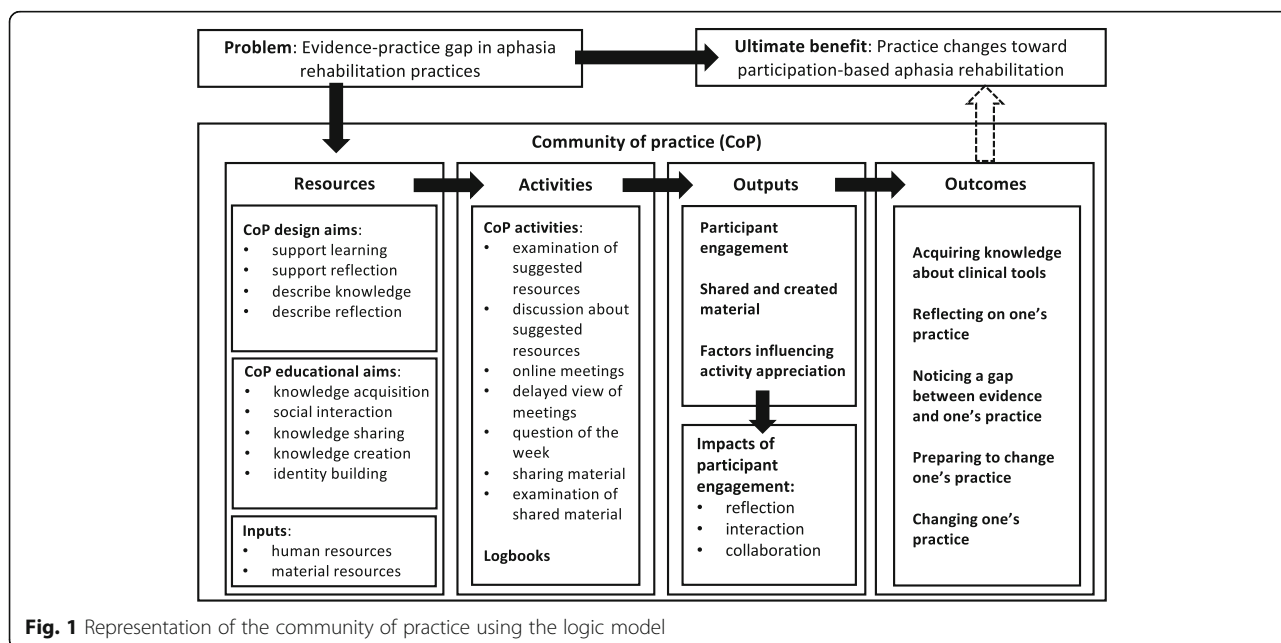 Problem: Evidence-practice gap in aphasia
rehabilitation practices
Ultimate benefit: Practice changes toward
participation-based aphasia rehabilitation
Community of practice (CoP)
Resources
CoP design aims:
• support learning
• support reflection
• describe knowledge
• describe reflection
CoP educational aims:
• knowledge acquisition
• social interaction
• knowledge sharing
• knowledge creation
• identity building
Inputs:
• human resources
• material resources
Activities
CoP activities:
• examination of
suggested
resources
• discussion about
suggested
resources
• online meetings
• delayed view of
meetings
• question of the
week
• sharing material
• examination of
shared material
Logbooks
Outputs
Participant
engagement
Shared and created
material
Factors influencing
activity appreciation
Impacts of
participant
engagement:
• reflection
• interaction
• collaboration
Outcomes
Acquiring knowledge
about clinical tools
Reflecting on one's
practice
Noticing a gap
between evidence
and one's practice
Preparing to change
one's practice
Changing one's
practice
Fig. 1 Representation of the community of practice using the logic model